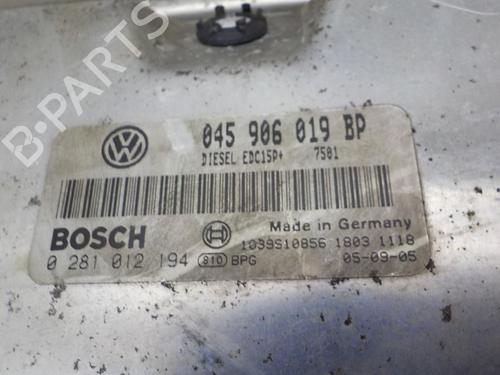 045 906 019 BP
DIESEL EDC15P+ 7501
BOSCH
Made in Germany
1039S10856 1803 1118
0 281 012 194 810 BPG 05-09-05
B-PARTS